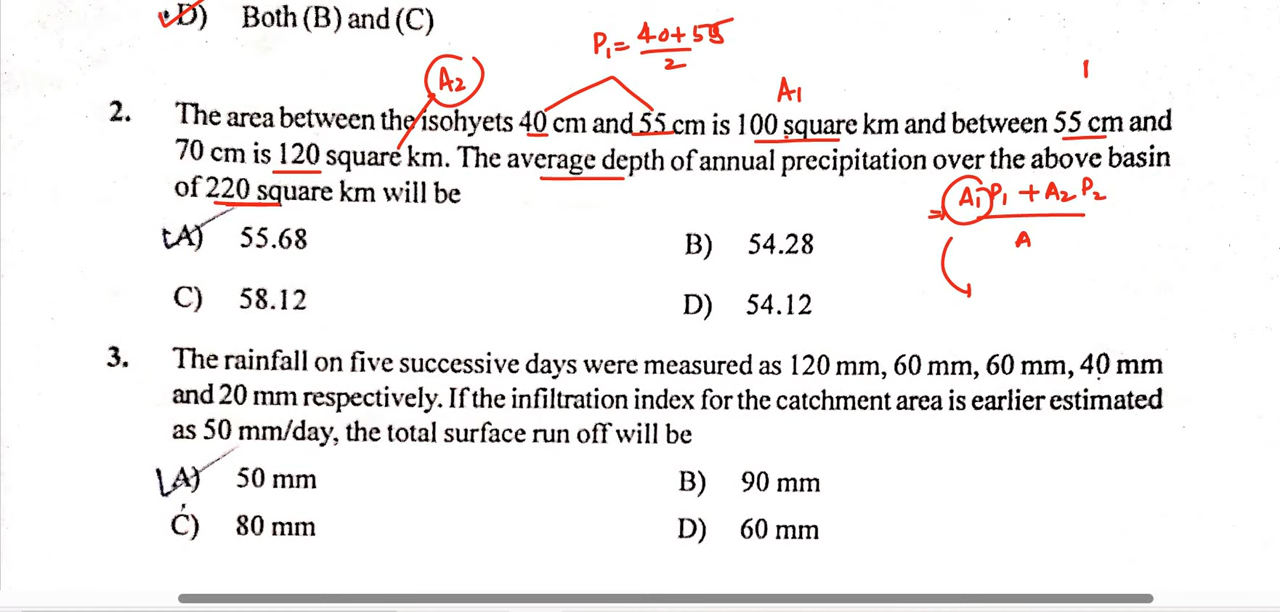 D) Both (B) and (C)
P₁ = 40+55
2
A₂
A₁
1
2. The area between the isohyets 40 cm and 55 cm is 100 square km and between 55 cm and
70 cm is 120 square km. The average depth of annual precipitation over the above basin
of 220 square km will be
= A₁P₁ + A₂P₂
A
A) 55.68
B) 54.28
C) 58.12
D) 54.12
3. The rainfall on five successive days were measured as 120 mm, 60 mm, 60 mm, 40 mm
and 20 mm respectively. If the infiltration index for the catchment area is earlier estimated
as 50 mm/day, the total surface run off will be
A) 50 mm
B) 90 mm
C) 80 mm
D) 60 mm